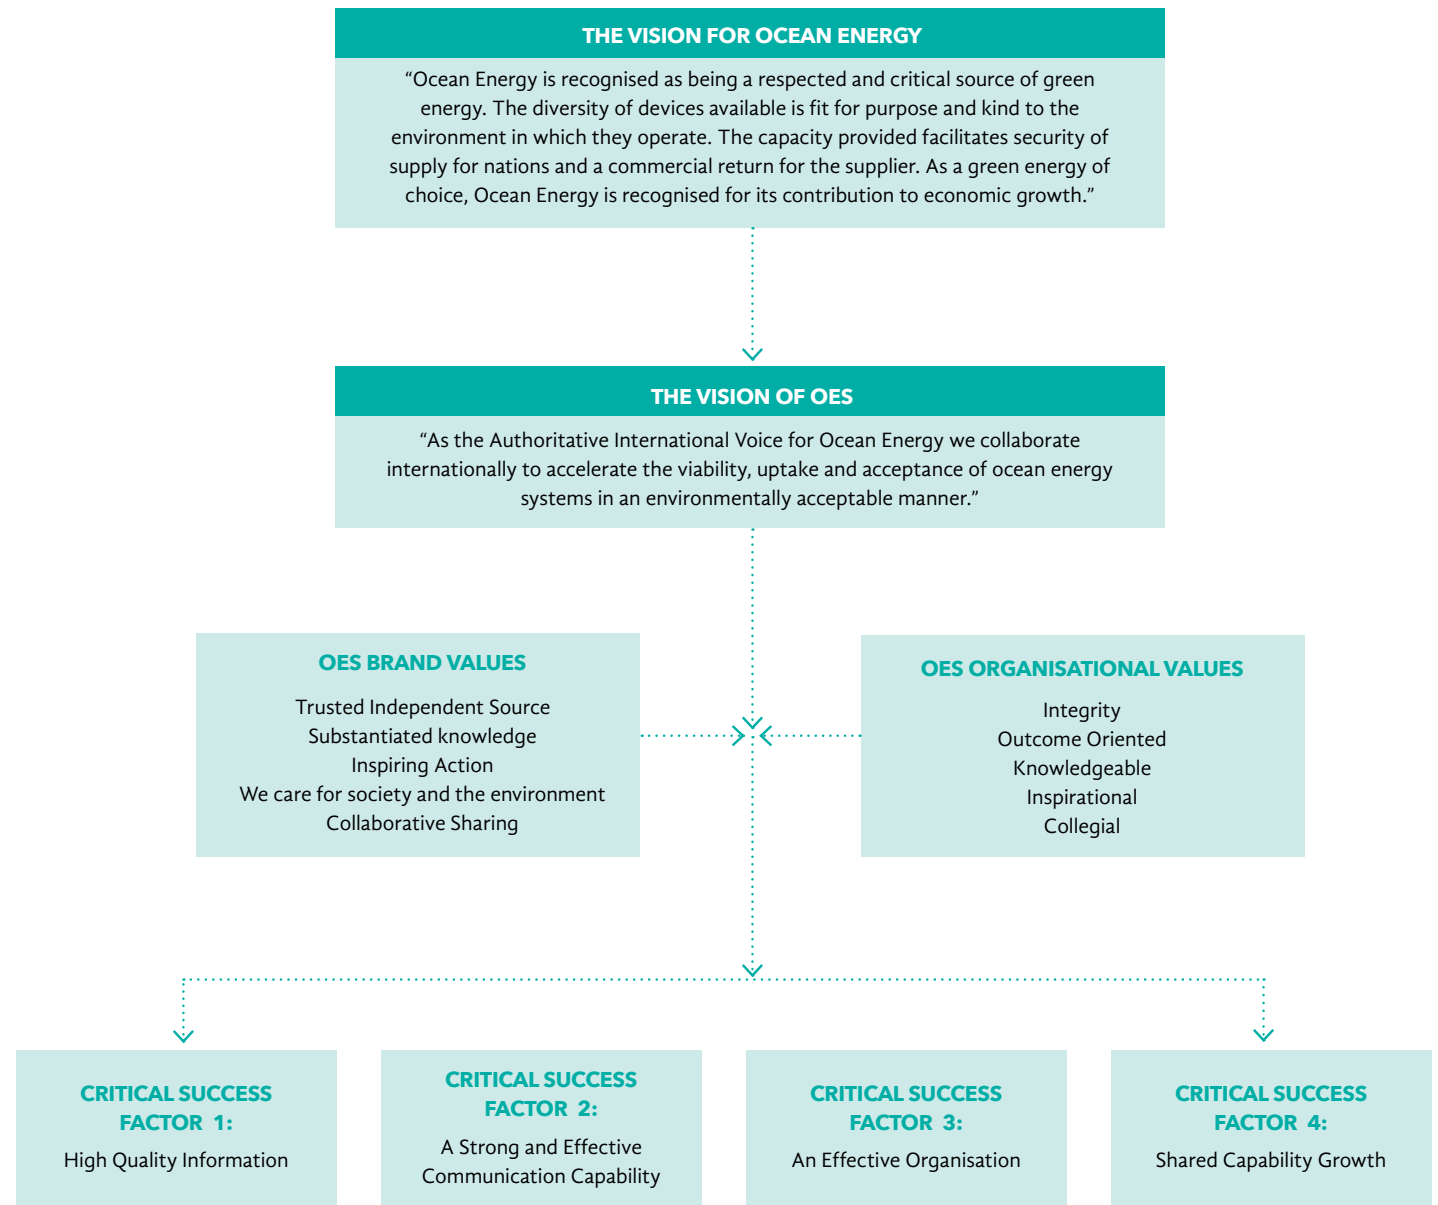 THE VISION FOR OCEAN ENERGY
“Ocean Energy is recognised as being a respected and critical source of green
energy. The diversity of devices available is fit for purpose and kind to the
environment in which they operate. The capacity provided facilitates security of
supply for nations and a commercial return for the supplier. As a green energy of
choice, Ocean Energy is recognised for its contribution to economic growth.”
THE VISION OF OES
“As the Authoritative International Voice for Ocean Energy we collaborate
internationally to accelerate the viability, uptake and acceptance of ocean energy
systems in an environmentally acceptable manner.”
OES BRAND VALUES
Trusted Independent Source
Substantiated knowledge
Inspiring Action
We care for society and the environment
Collaborative Sharing
OES ORGANISATIONAL VALUES
Integrity
Outcome Oriented
Knowledgeable
Inspirational
Collegial
CRITICAL SUCCESS
FACTOR 1:
High Quality Information
CRITICAL SUCCESS
FACTOR 2:
A Strong and Effective
Communication Capability
CRITICAL SUCCESS
FACTOR 3:
An Effective Organisation
CRITICAL SUCCESS
FACTOR 4:
Shared Capability Growth